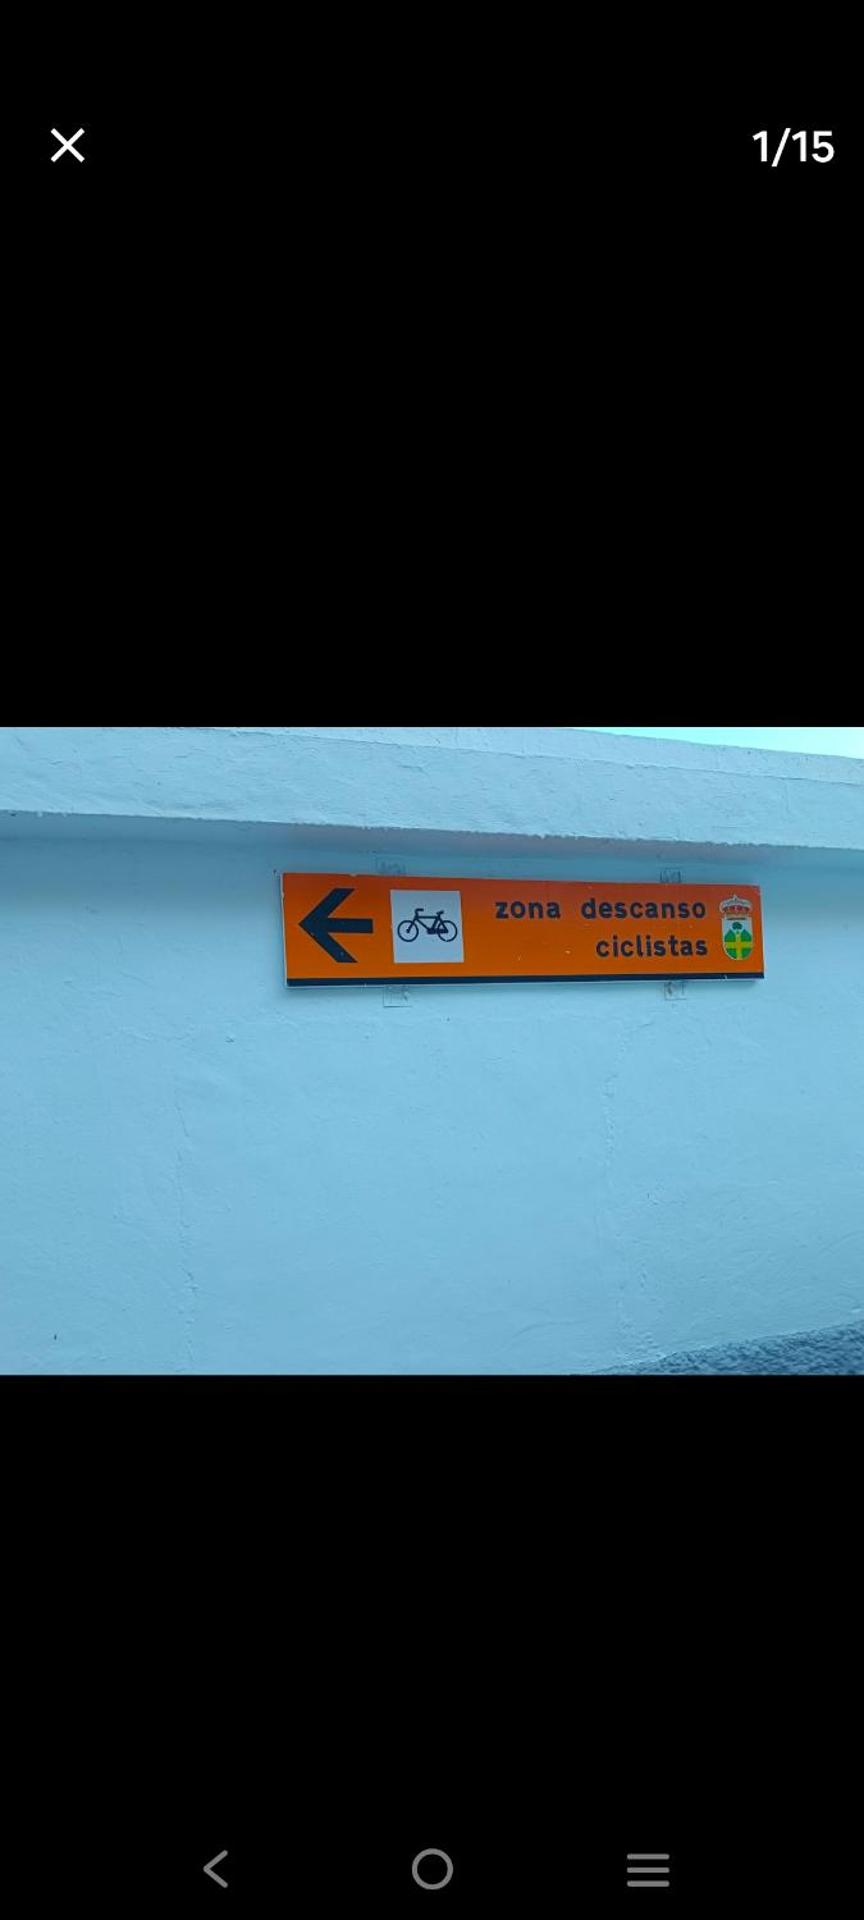 1/15
zona descanso
ciclistas